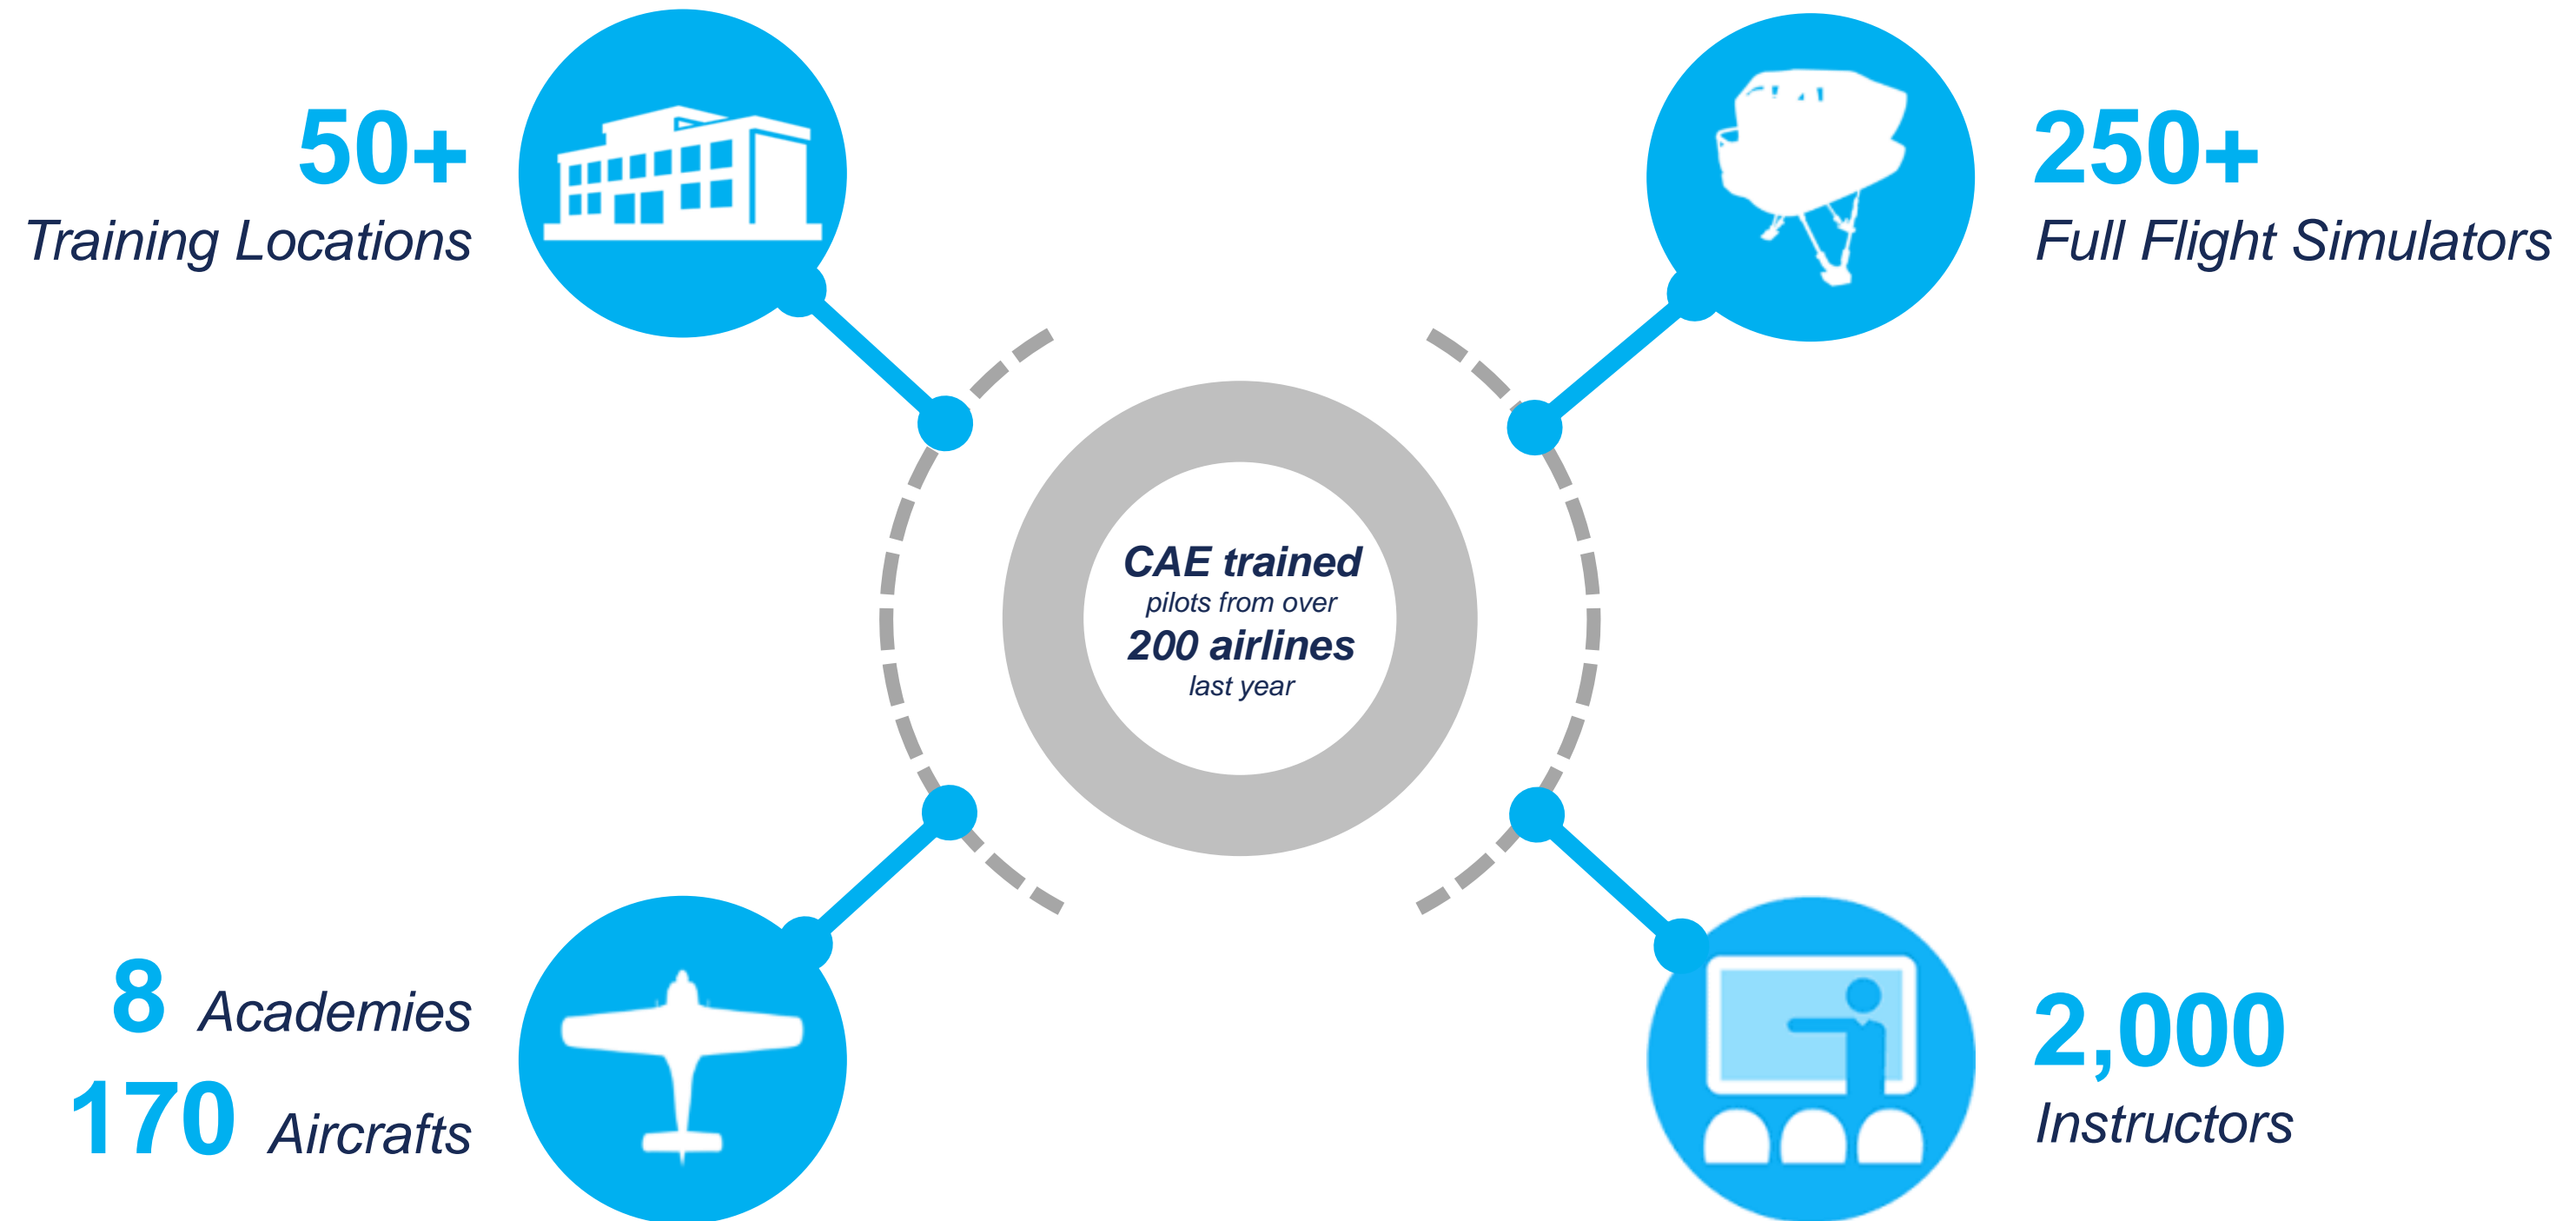 50+
Training Locations
250+
Full Flight Simulators
CAE trained
pilots from over
200 airlines
last year
8 Academies
170 Aircrafts
2,000
Instructors